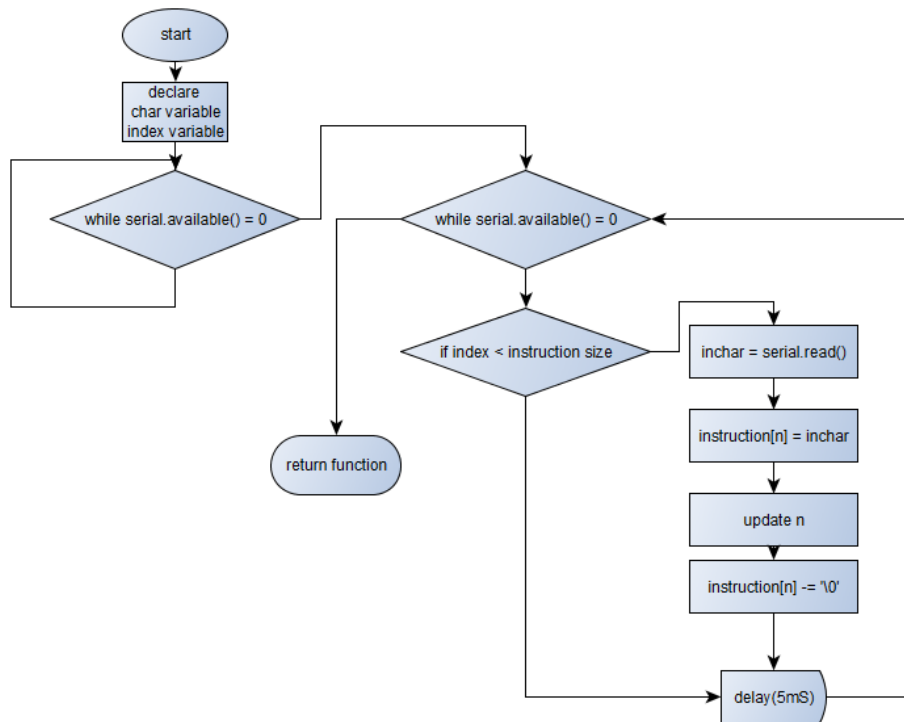 start
declare
char variable
index variable
while serial.available() = 0
while serial.available() = 0
if index < instruction size
inchar = serial.read()
instruction[n] = inchar
return function
update n
instruction[n] -= '\0'
delay(5mS)